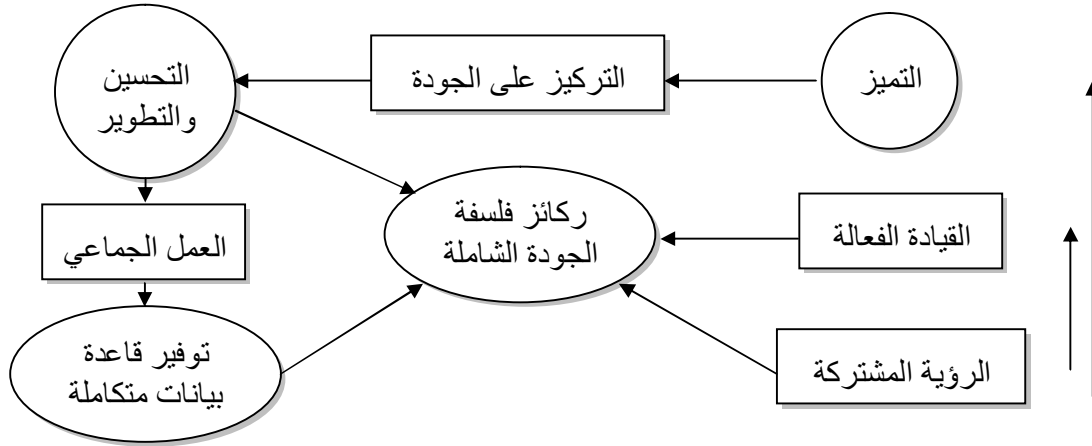 التميز
التركيز على الجودة
التحسين
والتطوير
ركائز فلسفة
الجودة الشاملة
القيادة الفعالة
العمل الجماعي
الرؤية المشتركة
توفير قاعدة
بيانات متكاملة